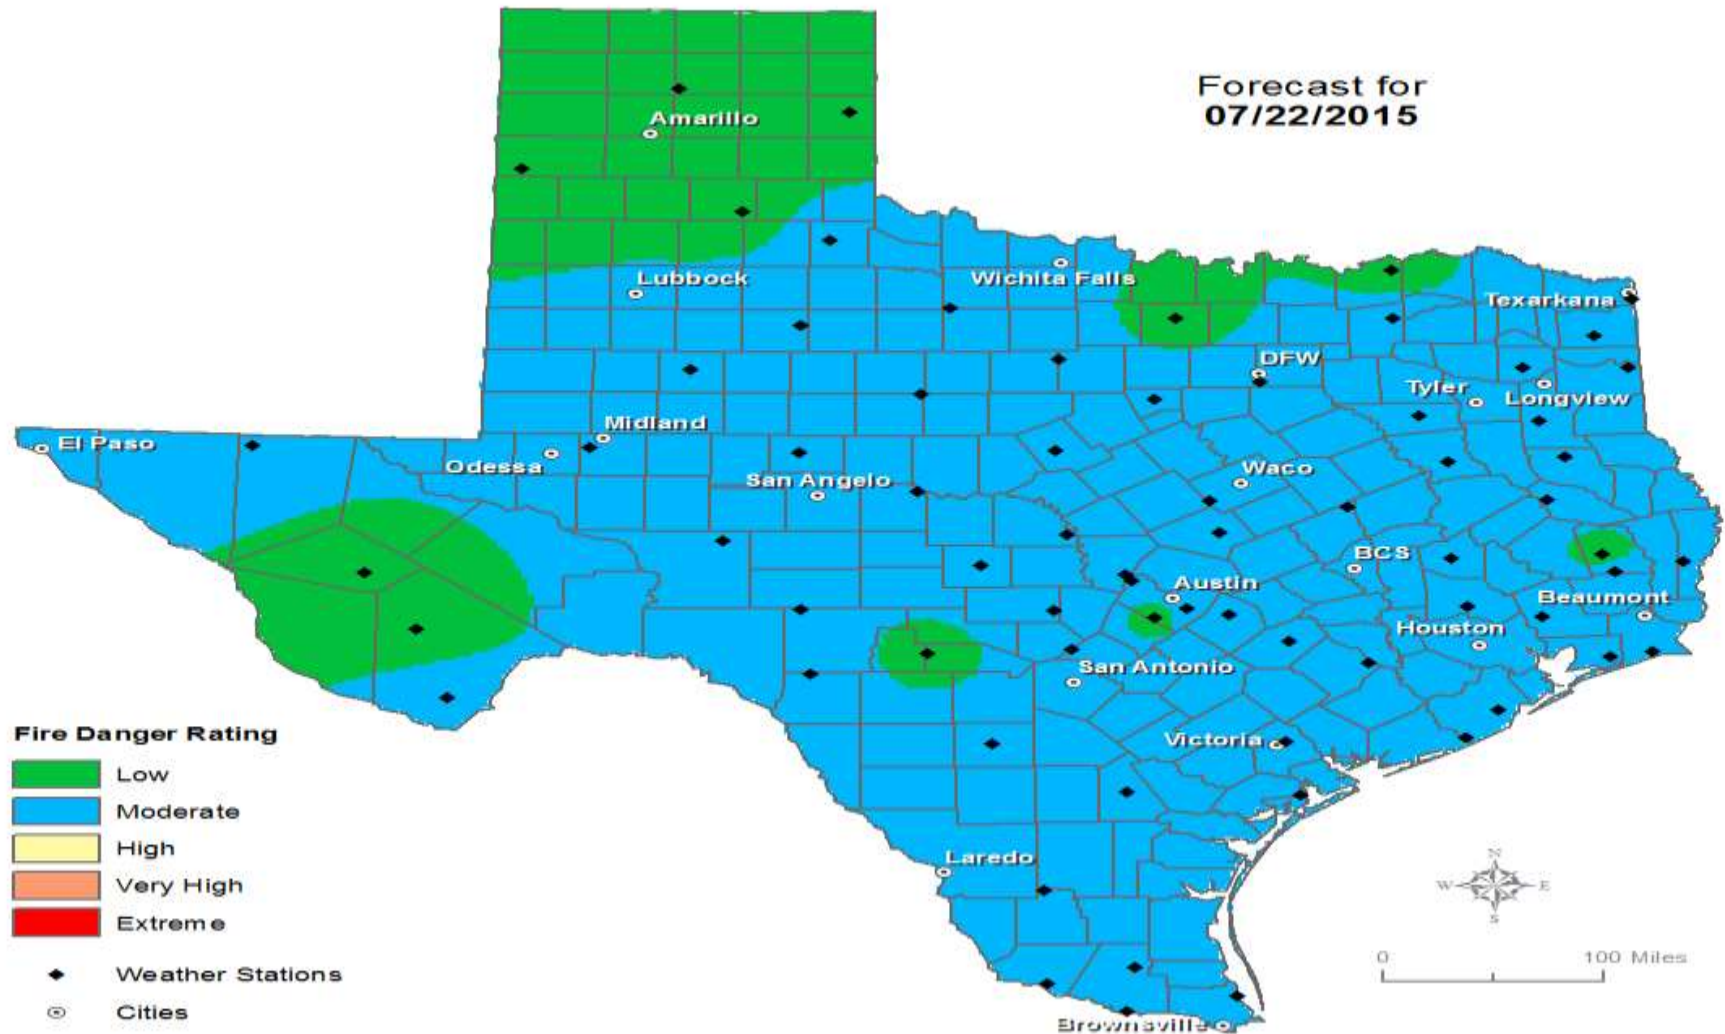 Forecast for
07/22/2015
Amarillo
Lubbock
Wichita Falls
Texarkana
DFW
Tyler
Longview
El Paso
Midland
Odessa
San Angelo
Waco
BCS
Austin
Beaumont
Houston
San Antonio
Victoria
Laredo
Brownsville
Fire Danger Rating
Low
Moderate
High
Very High
Extreme
Weather Stations
Cities
N
W E
S
0 100 Miles